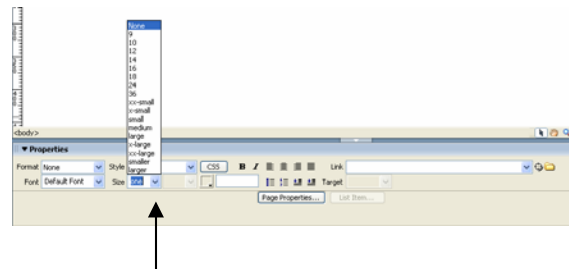 None
9
10
12
14
16
18
24
36
xx-small
x-small
small
medium
large
x-large
xx-large
smaller
larger
<body>
Properties
Format None Style CSS B I Link
Font Default Font Size Target
Page Properties... List Item...